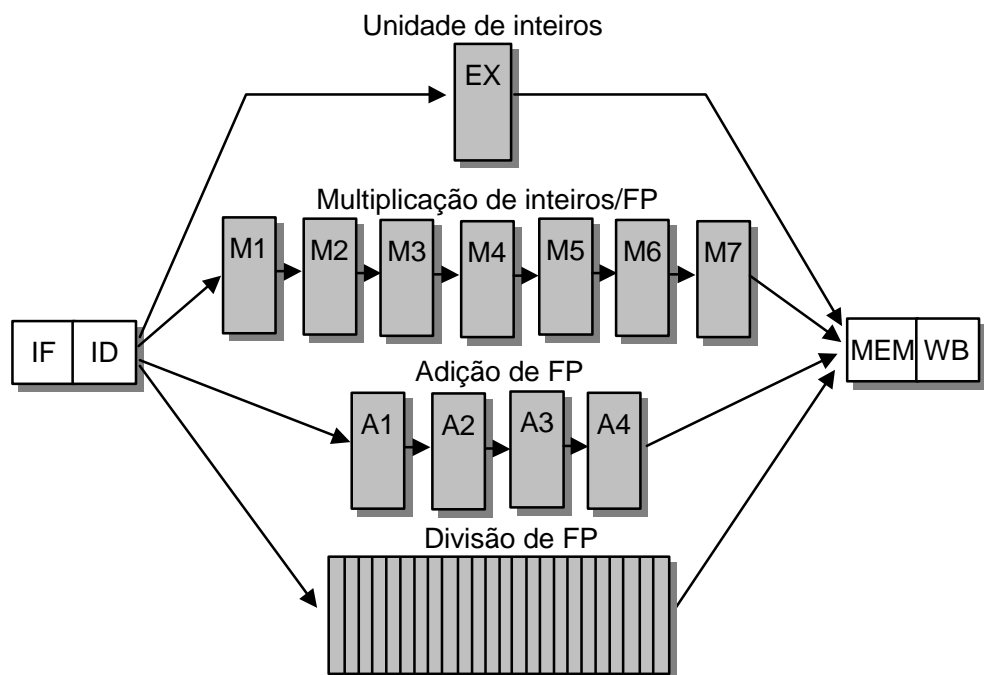 Unidade de inteiros
EX
Multiplicação de inteiros/FP
M1 M2 M3 M4 M5 M6 M7
IF ID
MEM WB
Adição de FP
A1 A2 A3 A4
Divisão de FP